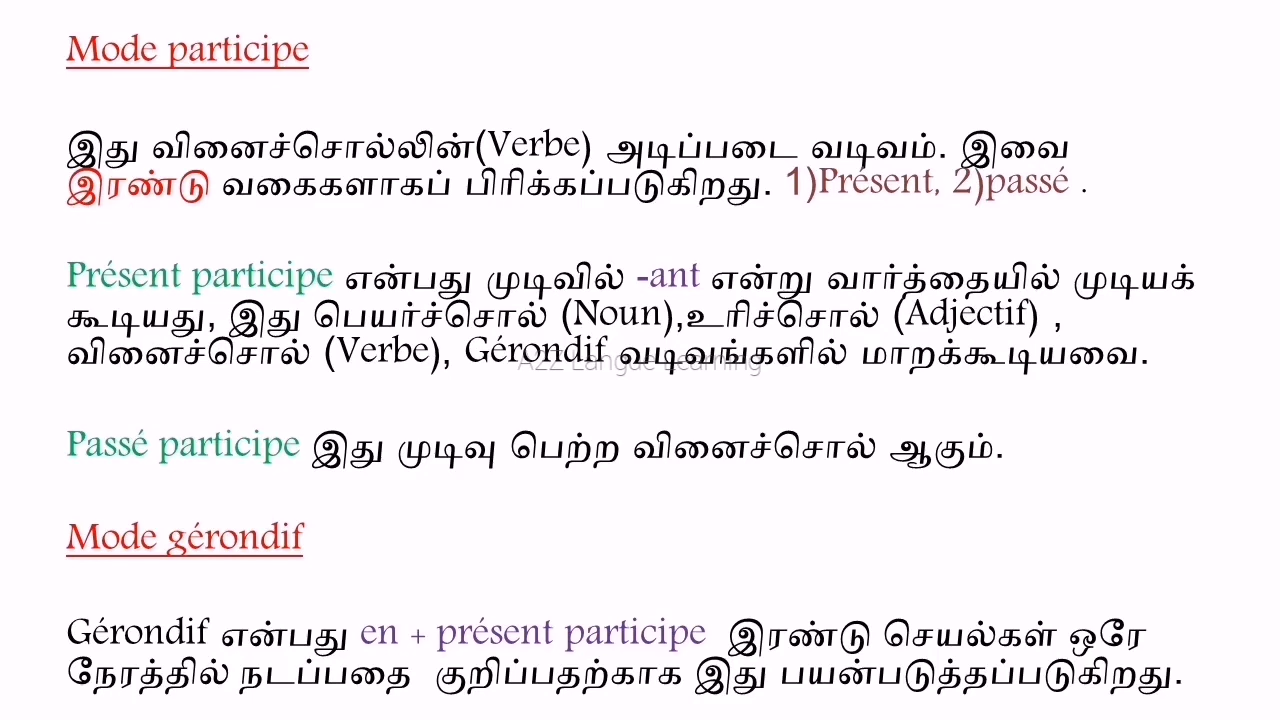 Mode participe
இது வினைச்சொல்லின்(Verbe) அடிப்படை வடிவம். இவை
இரண்டு வகைகளாகப் பிரிக்கப்படுகிறது. 1)Présent, 2)passé .
Présent participe என்பது முடிவில் -ant என்று வார்த்தையில் முடியக்
கூடியது, இது பெயர்ச்சொல் (Noun),உரிச்சொல் (Adjectif) ,
வினைச்சொல் (Verbe), Gérondif வடிவங்களில் மாறக்கூடியவை.
A2Z Langue Learning
Passé participe இது முடிவு பெற்ற வினைச்சொல் ஆகும்.
Mode gérondif
Gérondif என்பது en + présent participe இரண்டு செயல்கள் ஒரே
நேரத்தில் நடப்பதை குறிப்பதற்காக இது பயன்படுத்தப்படுகிறது.